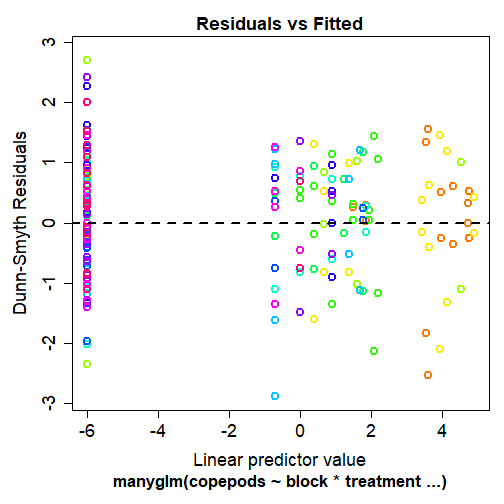 Residuals vs Fitted
3
2
1
0
-1
-2
-3
Dunn-Smyth Residuals
-6 -4 -2 0 2 4
Linear predictor value
manyglm(copepods ~ block * treatment ...)